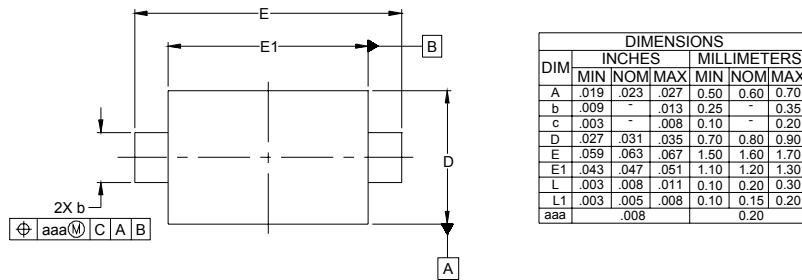 E
E1
B
D
2X b
⌖ aaaⓂ C A B
A
DIMENSIONS
DIM INCHES MILLIMETERS
MIN NOM MAX MIN NOM MAX
A .019 .023 .027 0.50 0.60 0.70
b .009 - .013 0.25 - 0.35
c .003 - .008 0.10 - 0.20
D .027 .031 .035 0.70 0.80 0.90
E .059 .063 .067 1.50 1.60 1.70
E1 .043 .047 .051 1.10 1.20 1.30
L .003 .008 .011 0.10 0.20 0.30
L1 .003 .005 .008 0.10 0.15 0.20
aaa .008 0.20